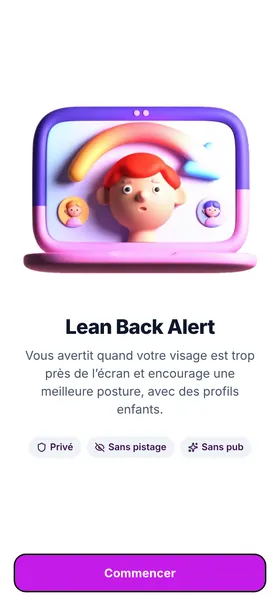 Lean Back Alert
Vous avertit quand votre visage est trop
près de l'écran et encourage une
meilleure posture, avec des profils
enfants.
Privé Sans pistage Sans pub
Commencer